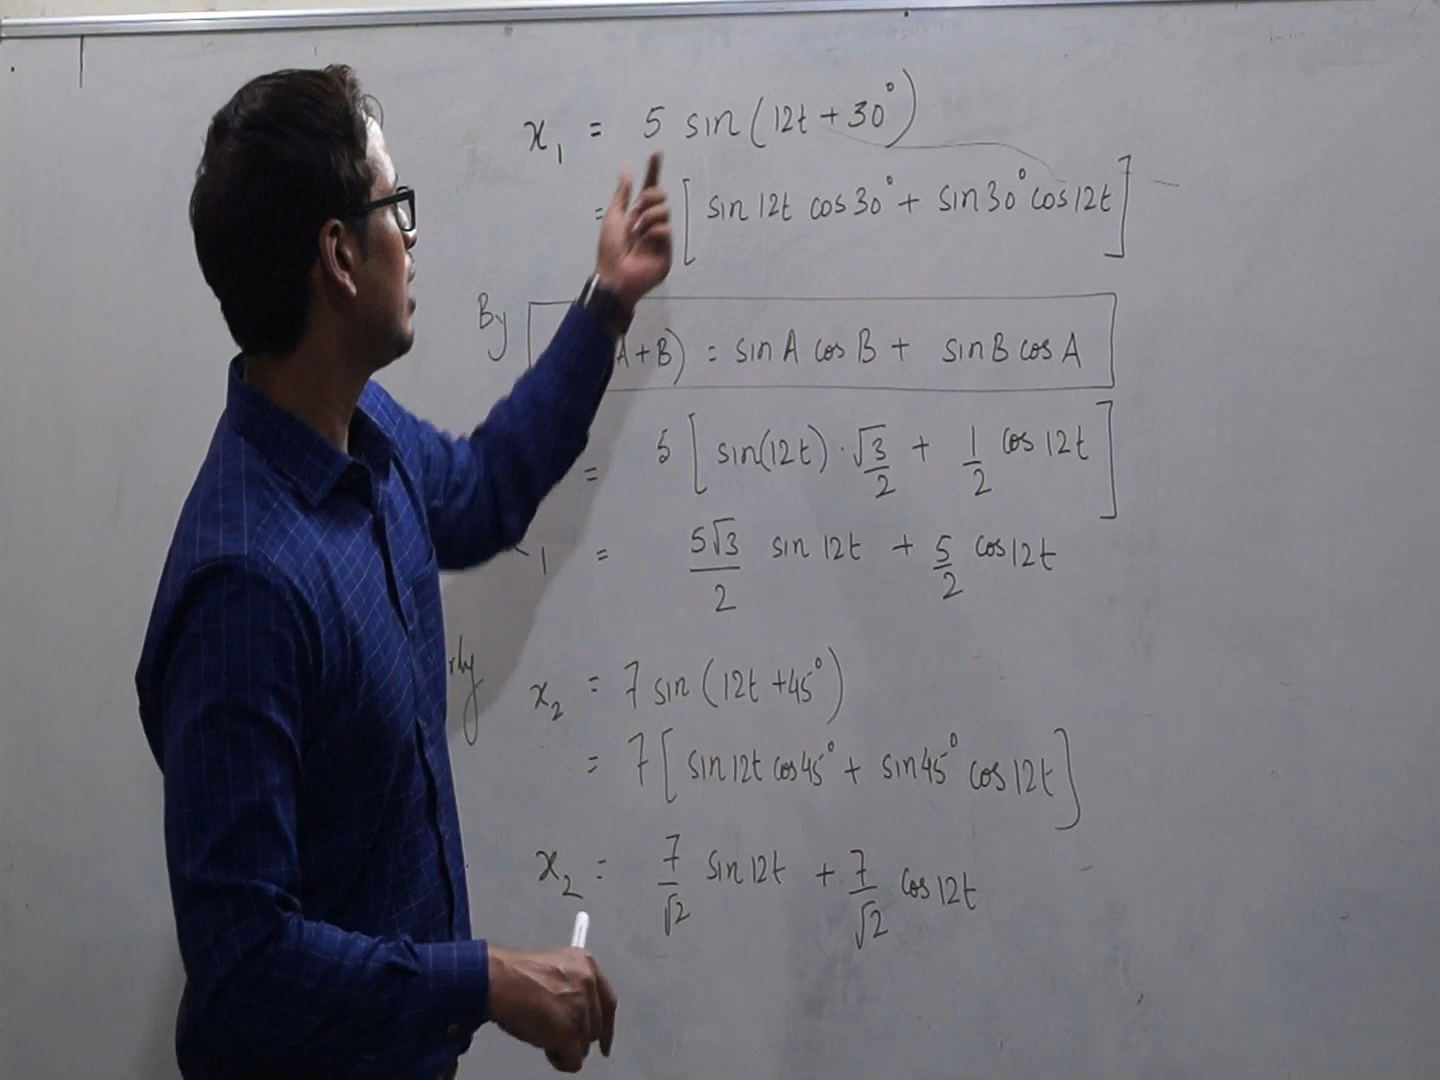 x₁ = 5 sin(12t + 30°)
= [sin 12t cos 30° + sin 30° cos 12t]
By A+B) = sin A cos B + sin B cos A
= 5 [sin(12t) · √3/2 + 1/2 cos 12t]
1 = 5√3/2 sin 12t + 5/2 cos 12t
rly x₂ = 7 sin(12t + 45°)
= 7[sin 12t cos 45° + sin 45° cos 12t]
x₂ = 7/√2 sin 12t + 7/√2 cos 12t